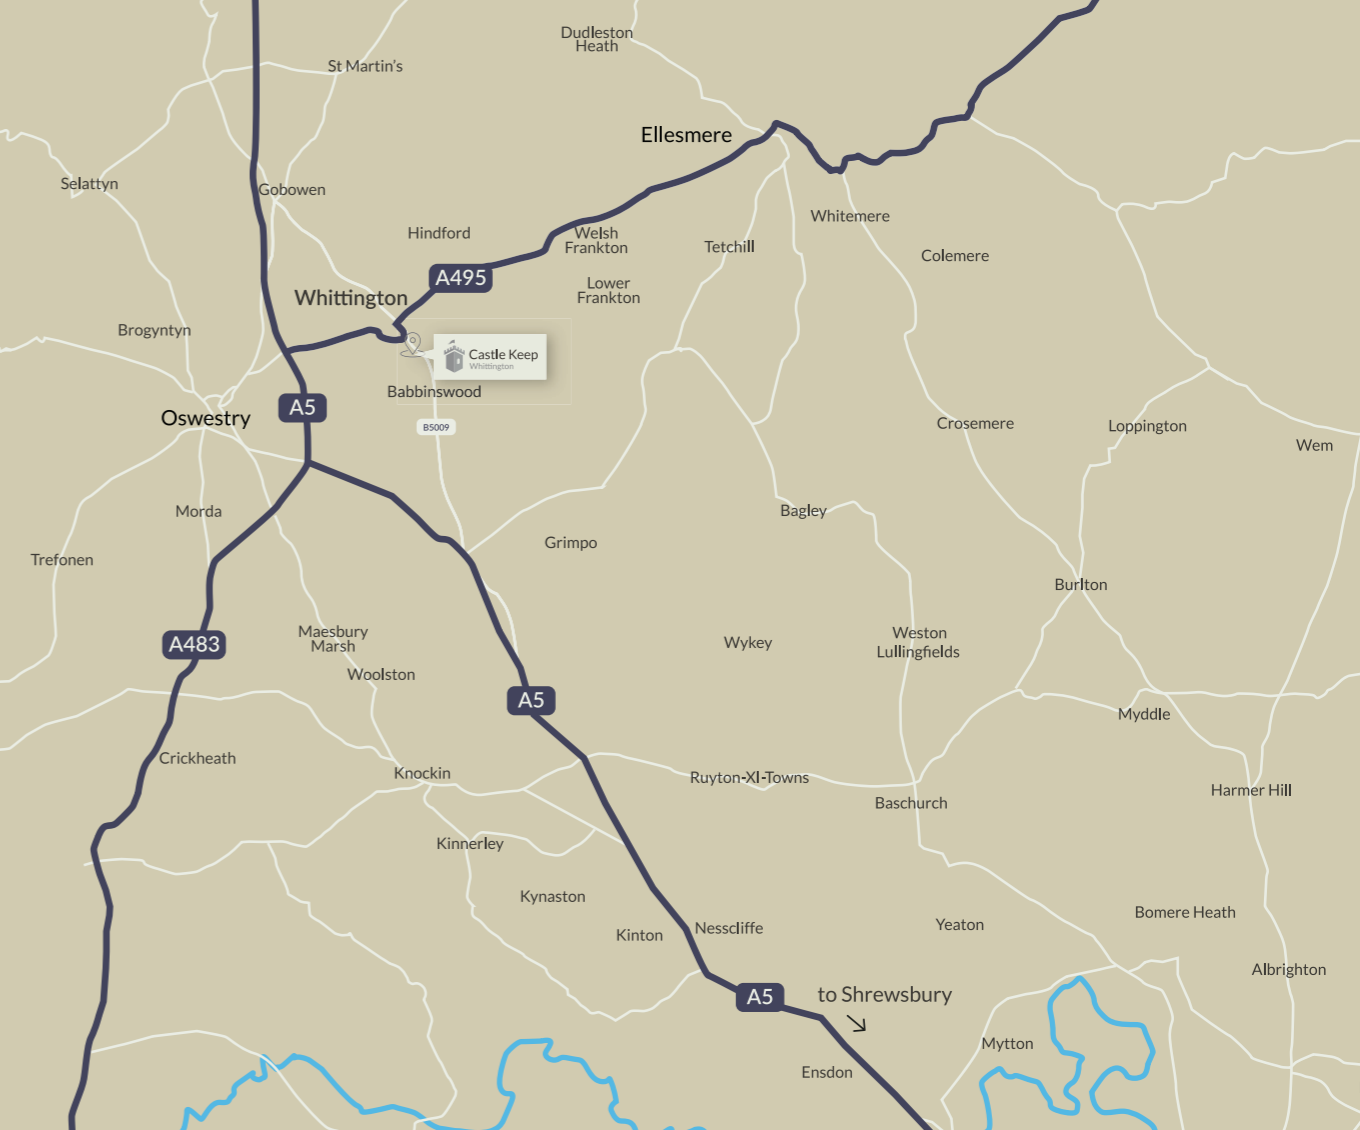 Dudleston
Heath
St Martin's
Ellesmere
Selattyn
Gobowen
Whitemere
Hindford
Welsh
Frankton
Tetchill
Colemere
A495
Lower
Frankton
Whittington
Brogyntyn
Castle Keep
Whittington
Babbinswood
A5
Oswestry
B5009
Crosemere
Loppington
Wem
Morda
Bagley
Grimpo
Trefonen
Burlton
A483
Maesbury
Marsh
Wykey
Weston
Lullingfields
Woolston
A5
Myddle
Crickheath
Knockin
Ruyton-XI-Towns
Baschurch
Harmer Hill
Kinnerley
Kynaston
Bomere Heath
Kinton
Nesscliffe
Yeaton
Albrighton
A5
to Shrewsbury
Mytton
Ensdon